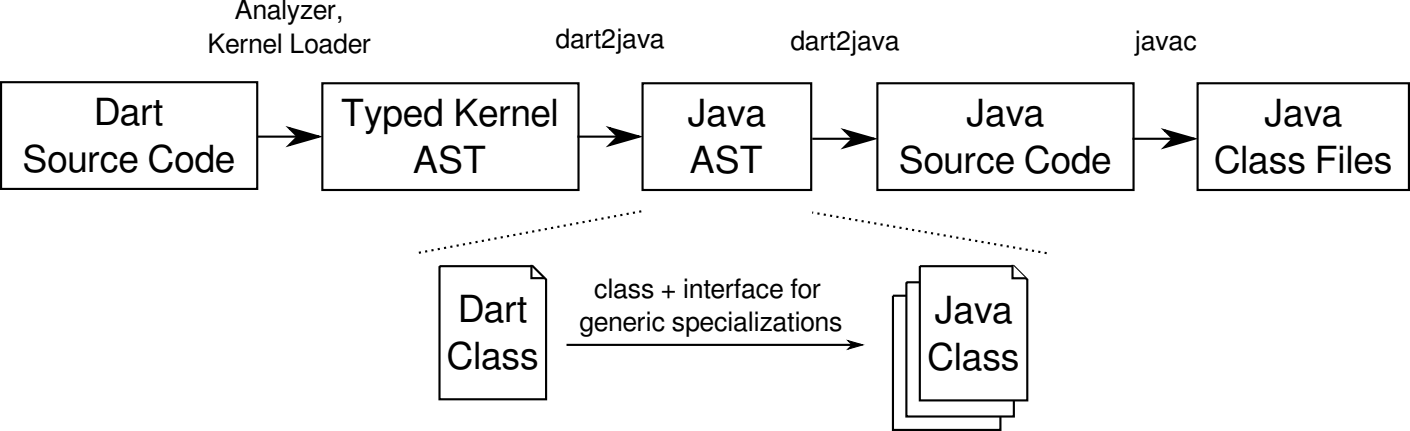 Analyzer,
Kernel Loader
dart2java
dart2java
javac
Dart
Source Code
Typed Kernel
AST
Java
AST
Java
Source Code
Java
Class Files
Dart
Class
class + interface for
generic specializations
Java
Class